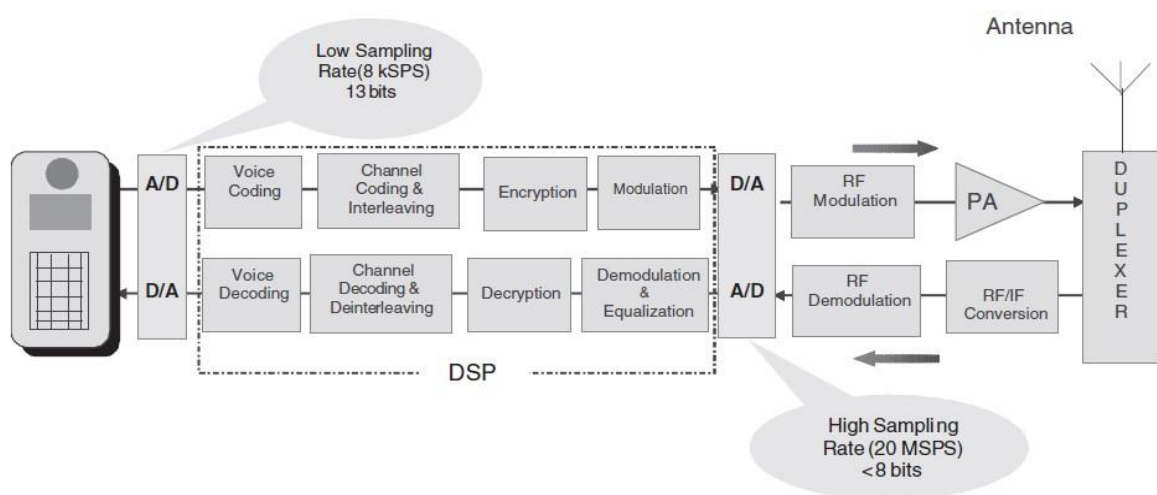 Antenna
Low Sampling
Rate(8 kSPS)
13 bits
A/D
Voice
Coding
Channel
Coding &
Interleaving
Encryption
Modulation
D/A
RF
Modulation
PA
DUPLEXER
D/A
Voice
Decoding
Channel
Decoding &
Deinterleaving
Decryption
Demodulation
&
Equalization
A/D
RF
Demodulation
RF/IF
Conversion
DSP
High Sampling
Rate (20 MSPS)
<8 bits